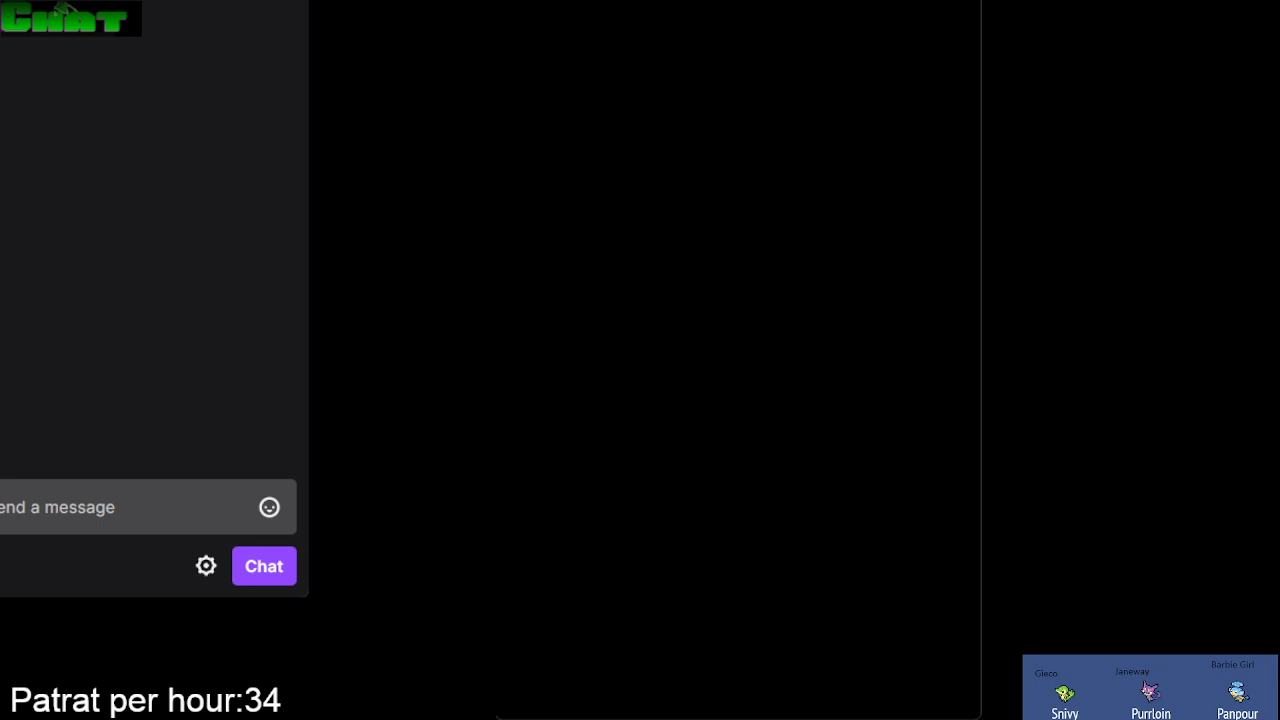 Chat
end a message
Chat
Patrat per hour:34
Gleco
Janeway
Barbie Girl
Snivy
Purrloin
Panpour